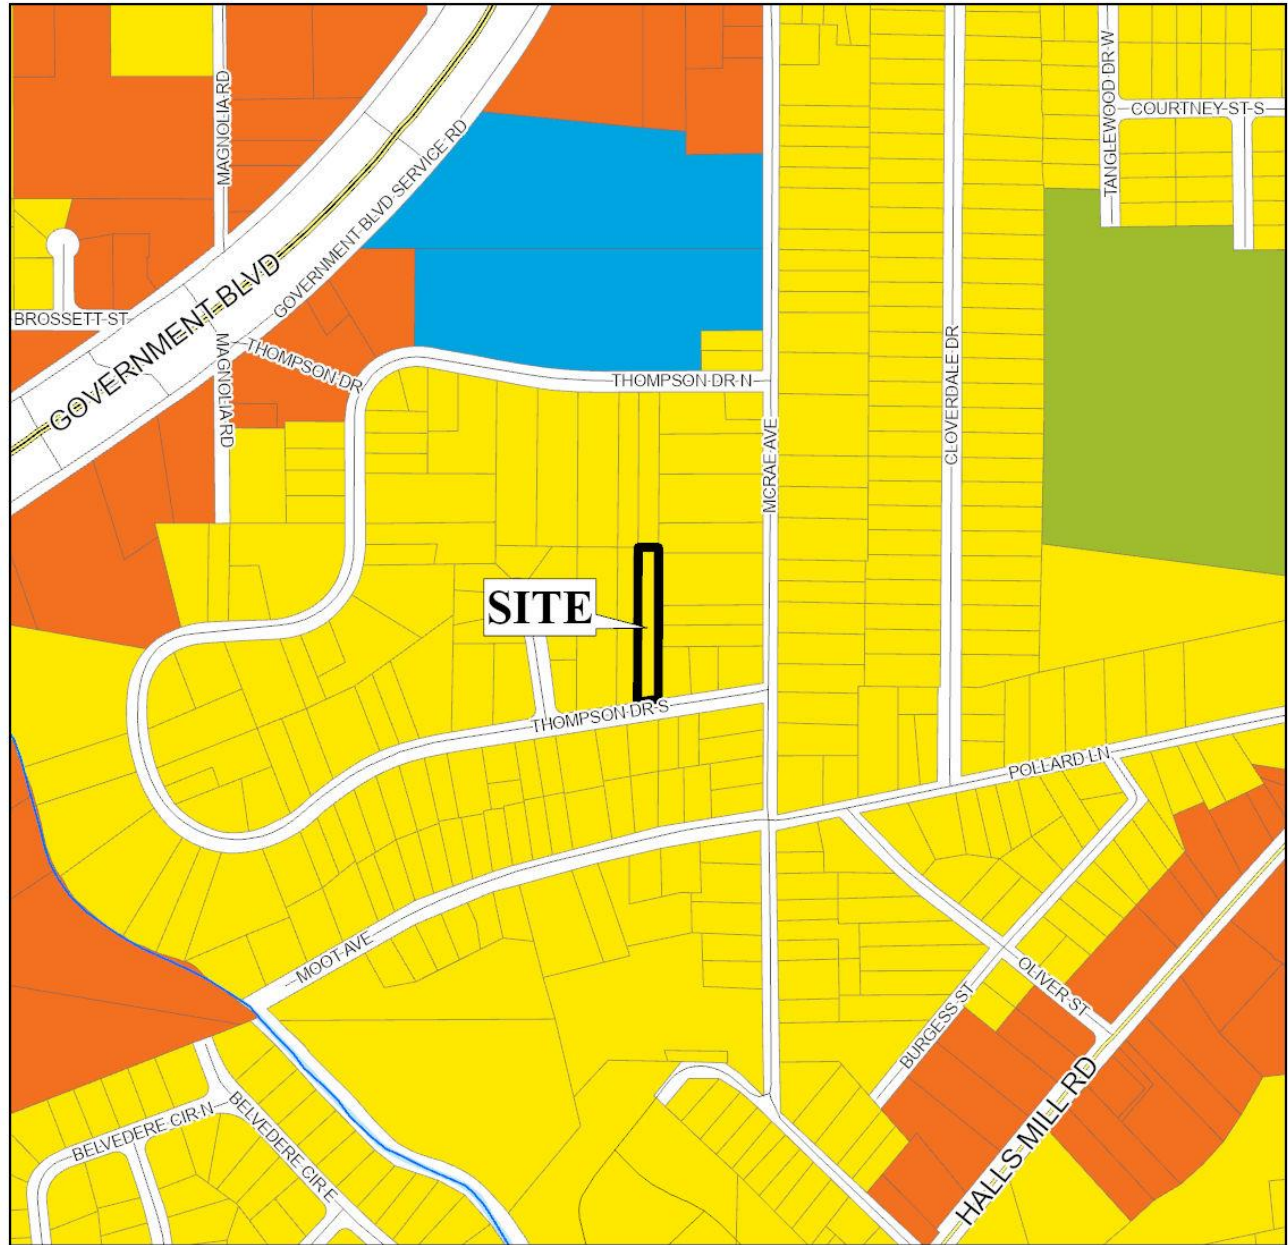 MAGNOLIA RD
TANGLEWOOD DR W
COURTNEY ST S
GOVERNMENT BLVD SERVICE RD
GOVERNMENT BLVD
BROSSETT ST
MAGNOLIA RD
THOMPSON DR
THOMPSON DR N
MCRAE AVE
CLOVERDALE DR
SITE
THOMPSON DR S
POLLARD LN
MOOT AVE
OLIVER ST
BURGESS ST
HALLS MILL RD
BELVEDERE CIR N
BELVEDERE CIR E